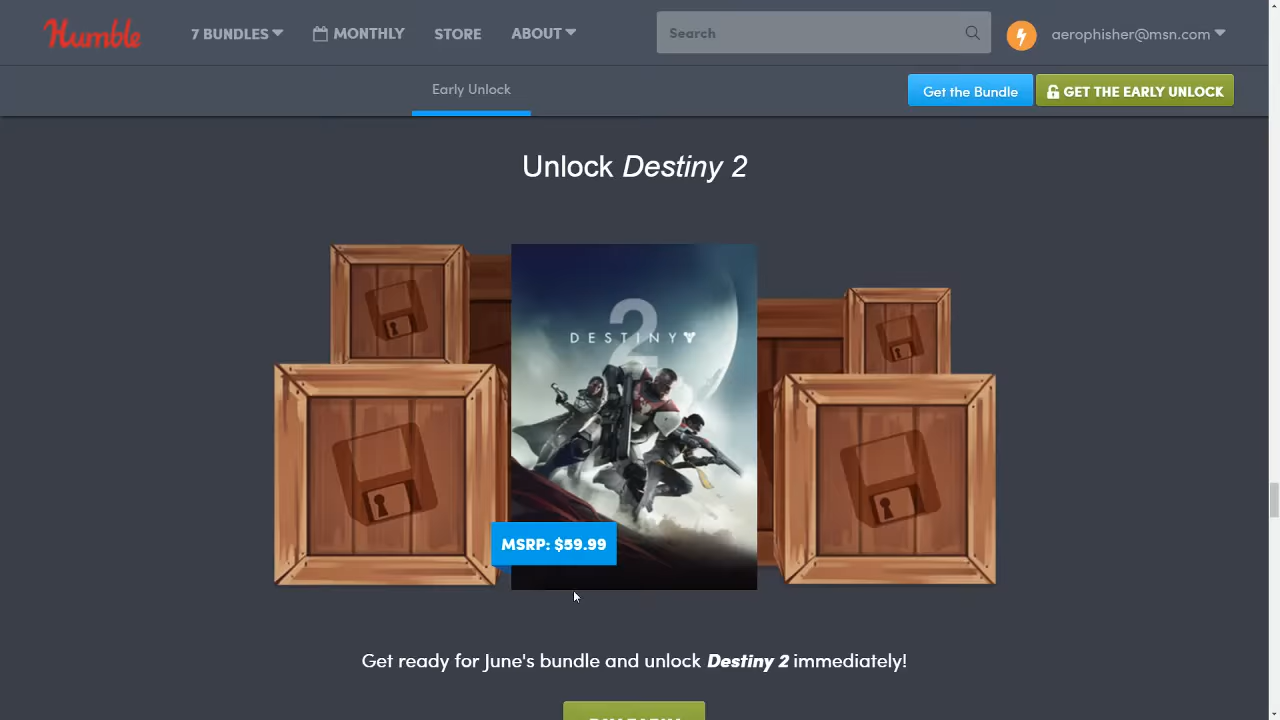 Humble
7 BUNDLES
MONTHLY
STORE
ABOUT
Search
aerophisher@msn.com
Early Unlock
Get the Bundle
GET THE EARLY UNLOCK
Unlock Destiny 2
2
DESTINY
MSRP: $59.99
Get ready for June's bundle and unlock Destiny 2 immediately!